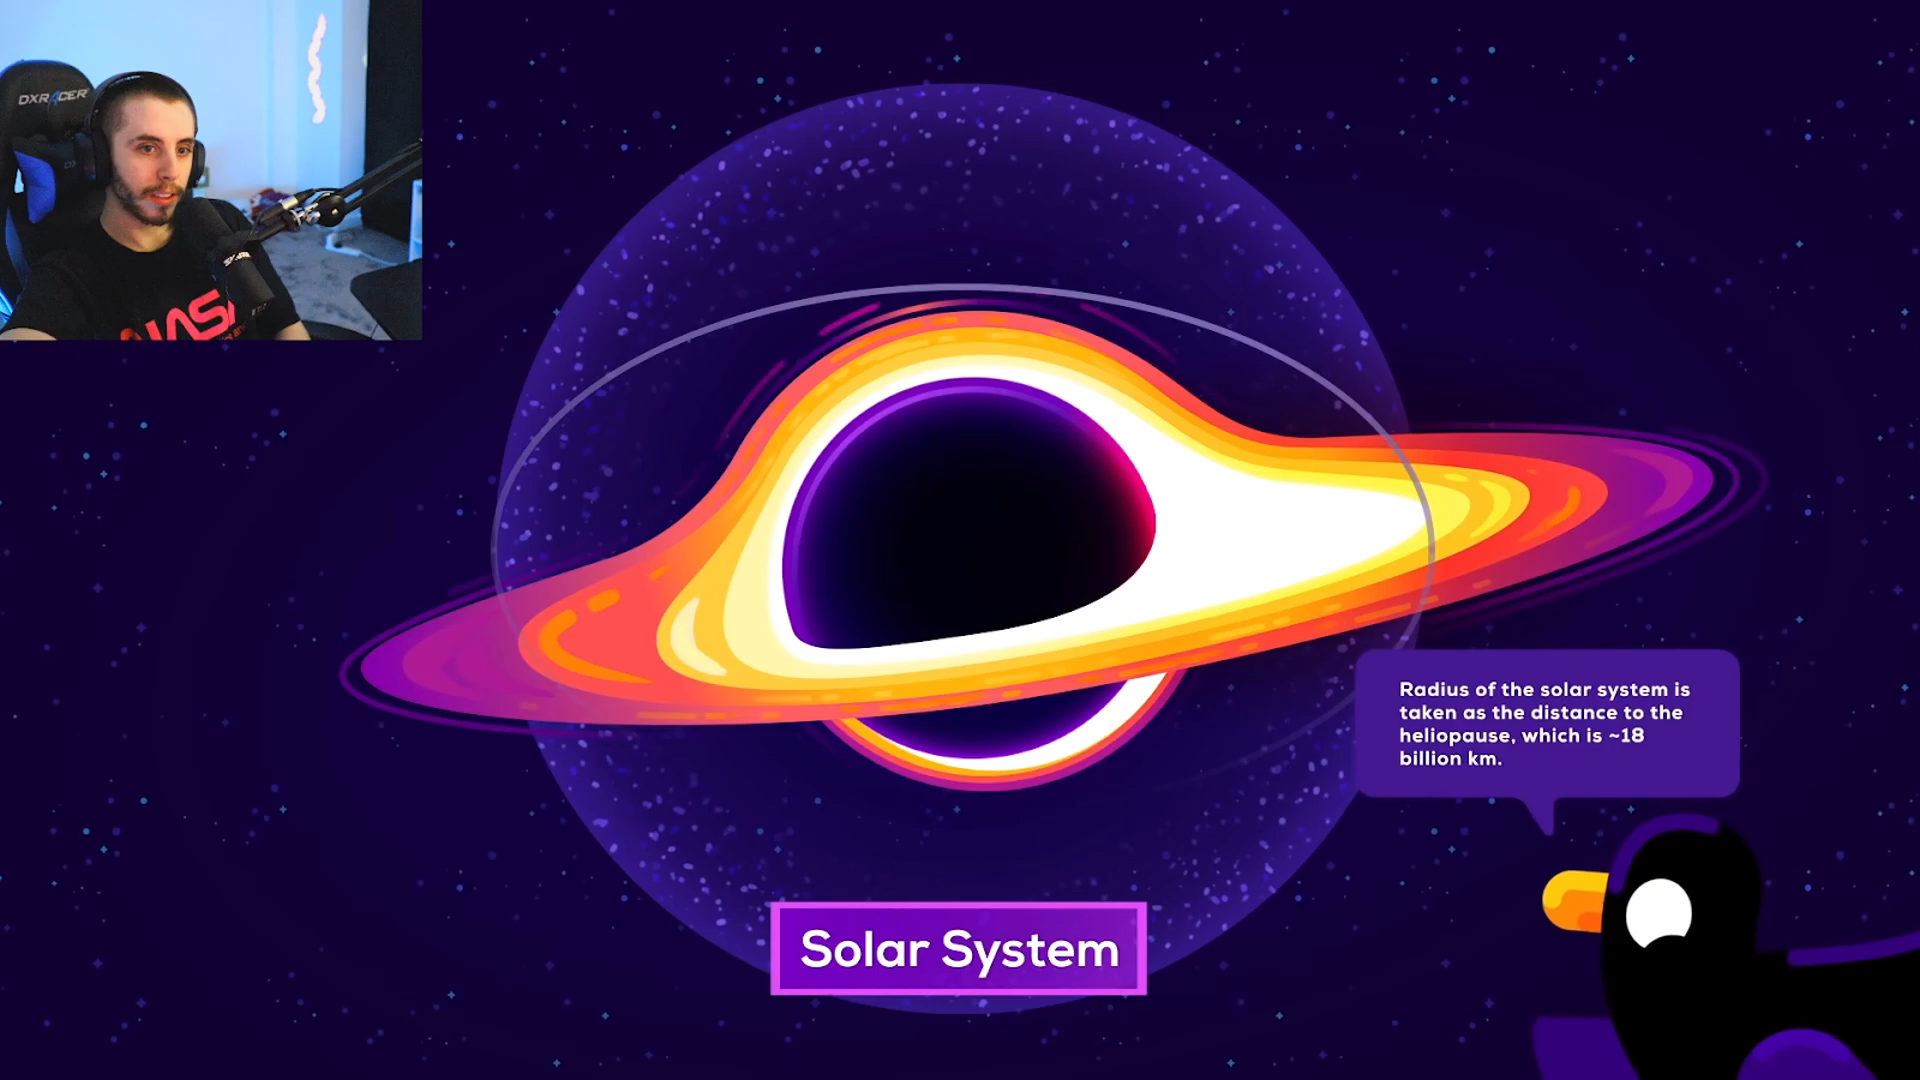 DXRACER
NASA
Radius of the solar system is
taken as the distance to the
heliopause, which is ~18
billion km.
Solar System